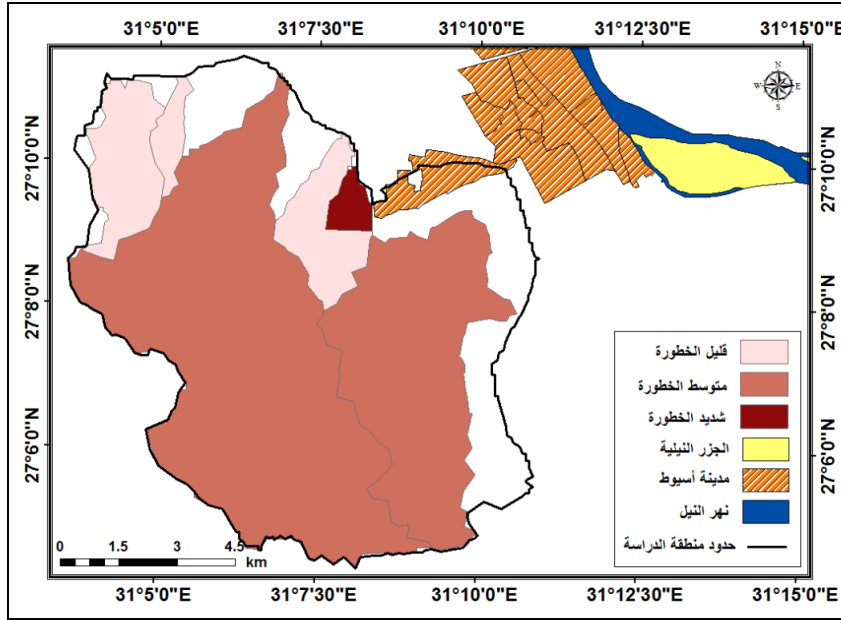 31°5'0"E 31°7'30"E 31°10'0"E 31°12'30"E 31°15'0"E
N
W E
S
27°10'0"N 27°10'0"N
27°8'0"N 27°8'0"N
27°6'0"N 27°6'0"N
قليل الخطورة
متوسط الخطورة
شديد الخطورة
الجزر النيلية
مدينة أسيوط
نهر النيل
حدود منطقة الدراسة
0 1.5 3 4.5
km
31°5'0"E 31°7'30"E 31°10'0"E 31°12'30"E 31°15'0"E